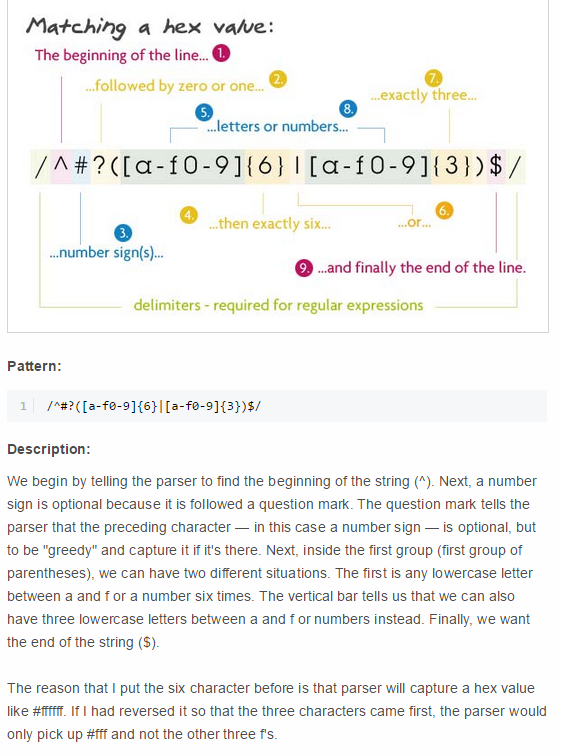 Matching a hex value:
The beginning of the line... 1.
...followed by zero or one... 2.
7.
...exactly three...
5.
8.
...letters or numbers...
/^#?([a-f0-9]{6}|[a-f0-9]{3})$/
4. ...then exactly six...
...or... 6.
3.
...number sign(s)...
9. ...and finally the end of the line.
delimiters - required for regular expressions
Pattern:
1 /^#?([a-f0-9]{6}|[a-f0-9]{3})$/
Description:
We begin by telling the parser to find the beginning of the string (^). Next, a number
sign is optional because it is followed a question mark. The question mark tells the
parser that the preceding character — in this case a number sign — is optional, but
to be "greedy" and capture it if it's there. Next, inside the first group (first group of
parentheses), we can have two different situations. The first is any lowercase letter
between a and f or a number six times. The vertical bar tells us that we can also
have three lowercase letters between a and f or numbers instead. Finally, we want
the end of the string ($).
The reason that I put the six character before is that parser will capture a hex value
like #ffffff. If I had reversed it so that the three characters came first, the parser would
only pick up #fff and not the other three f's.